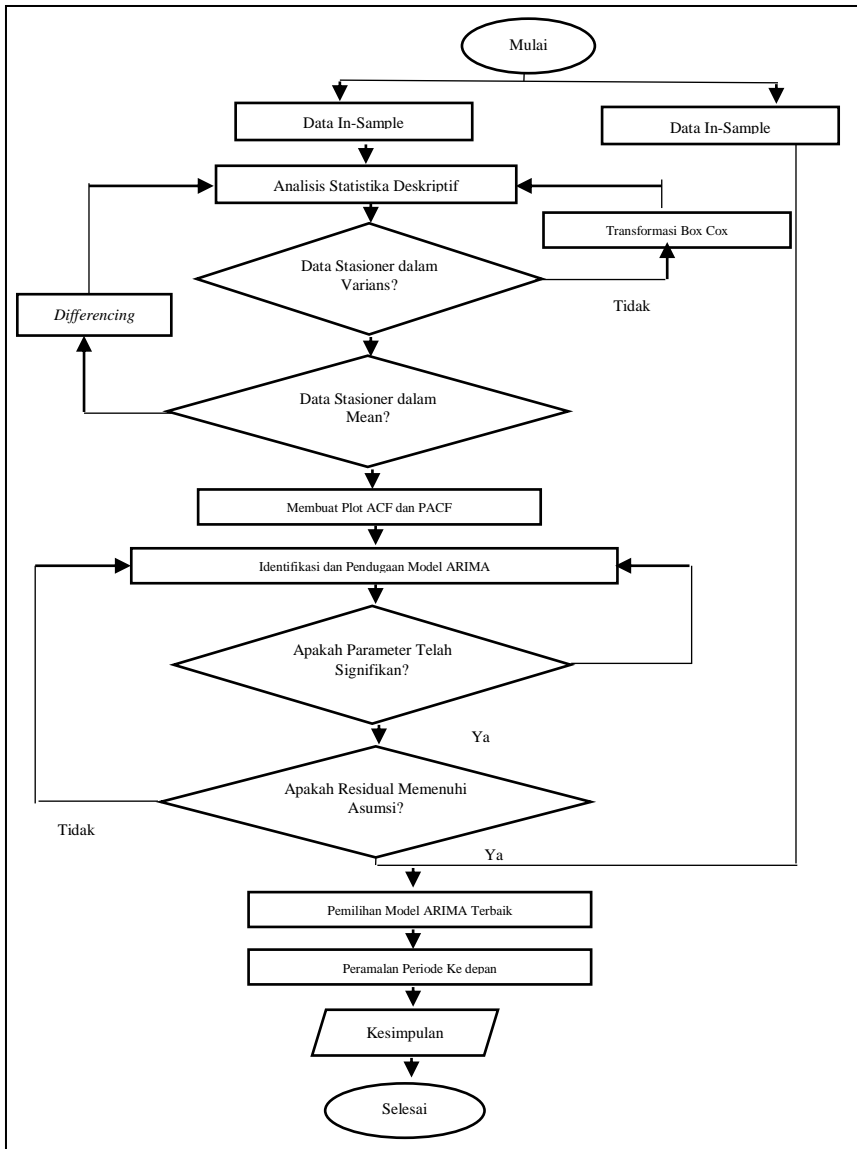 Mulai
Data In-Sample
Data In-Sample
Analisis Statistika Deskriptif
Transformasi Box Cox
Data Stasioner dalam
Varians?
Tidak
Differencing
Data Stasioner dalam
Mean?
Membuat Plot ACF dan PACF
Identifikasi dan Pendugaan Model ARIMA
Apakah Parameter Telah
Signifikan?
Ya
Apakah Residual Memenuhi
Asumsi?
Tidak
Ya
Pemilihan Model ARIMA Terbaik
Peramalan Periode Ke depan
Kesimpulan
Selesai